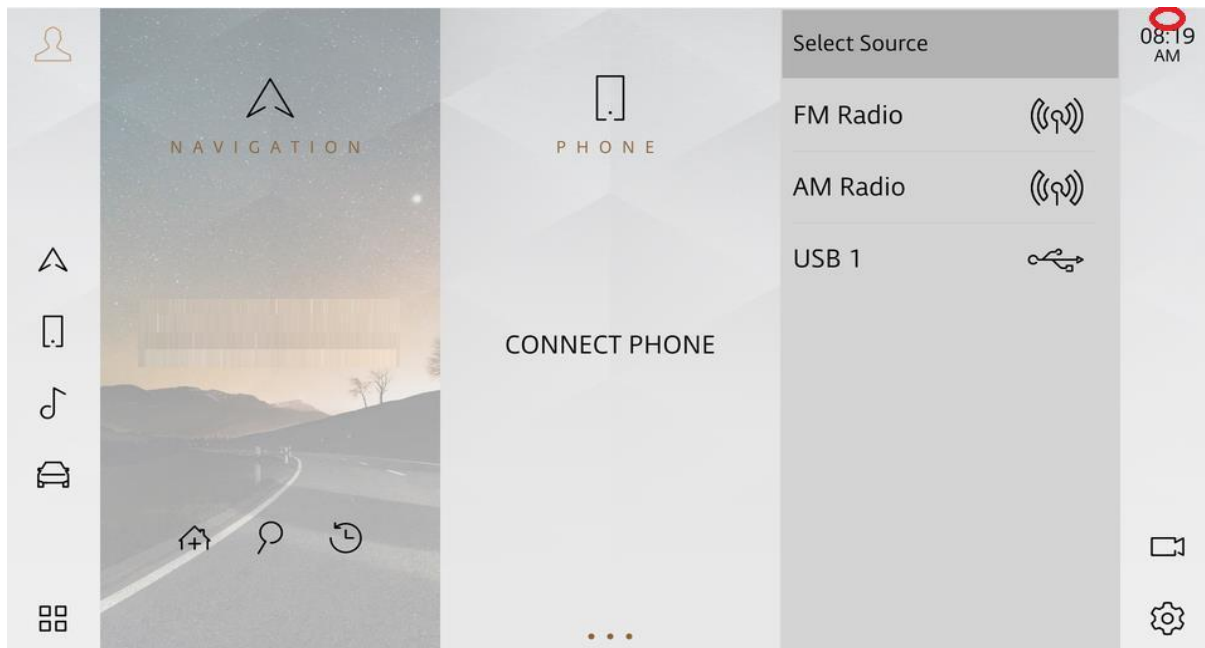 NAVIGATION
PHONE
CONNECT PHONE
Select Source
FM Radio
AM Radio
USB 1
08:19
AM